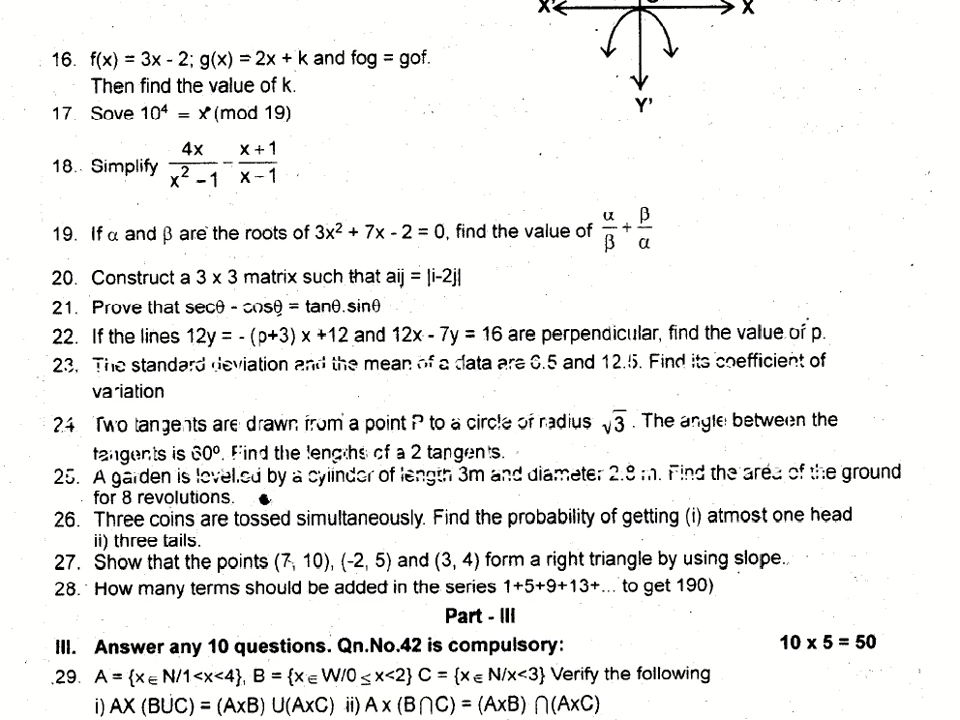 X'
X
Y'
16. f(x) = 3x - 2; g(x) = 2x + k and fog = gof.
Then find the value of k.
17. Sove 10⁴ = x (mod 19)
18. Simplify 4x/(x² – 1) – (x + 1)/(x – 1)
19. If α and β are the roots of 3x² + 7x - 2 = 0, find the value of α/β + β/α
20. Construct a 3 x 3 matrix such that aij = |i-2j|
21. Prove that secθ - cosθ = tanθ.sinθ
22. If the lines 12y = - (p+3) x +12 and 12x - 7y = 16 are perpendicular, find the value of p.
23. The standard deviation and the mean of a data are 6.5 and 12.5. Find its coefficient of
variation
24 Two tangents are drawn from a point P to a circle of radius √3. The angle between the
tangents is 60º. Find the lengths of a 2 tangents.
25. A garden is leveled by a cylinder of length 3m and diameter 2.8 m. Find the area of the ground
for 8 revolutions.
26. Three coins are tossed simultaneously. Find the probability of getting (i) atmost one head
ii) three tails.
27. Show that the points (7, 10), (-2, 5) and (3, 4) form a right triangle by using slope.
28. How many terms should be added in the series 1+5+9+13+... to get 190)
Part - III
III. Answer any 10 questions. Qn.No.42 is compulsory: 10 x 5 = 50
29. A = {x ∈ N/1<x<4}, B = {x ∈ W/0 ≤ x<2} C = {x ∈ N/x<3} Verify the following
i) AX (BUC) = (AxB) U(AxC) ii) A x (B∩C) = (AxB) ∩(AxC)